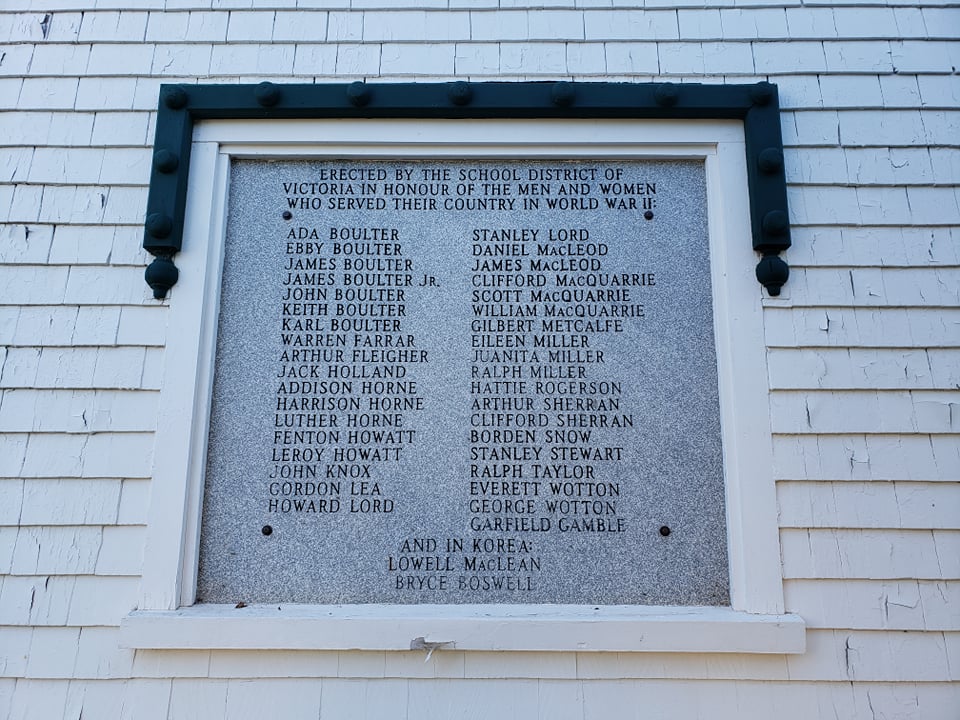 ERECTED BY THE SCHOOL DISTRICT OF
VICTORIA IN HONOUR OF THE MEN AND WOMEN
WHO SERVED THEIR COUNTRY IN WORLD WAR II:
ADA BOULTER
EBBY BOULTER
JAMES BOULTER
JAMES BOULTER JR.
JOHN BOULTER
KEITH BOULTER
KARL BOULTER
WARREN FARRAR
ARTHUR FLEIGHER
JACK HOLLAND
ADDISON HORNE
HARRISON HORNE
LUTHER HORNE
FENTON HOWATT
LEROY HOWATT
JOHN KNOX
GORDON LEA
HOWARD LORD
STANLEY LORD
DANIEL MACLEOD
JAMES MACLEOD
CLIFFORD MACQUARRIE
SCOTT MACQUARRIE
WILLIAM MACQUARRIE
GILBERT METCALFE
EILEEN MILLER
JUANITA MILLER
RALPH MILLER
HATTIE ROGERSON
ARTHUR SHERRAN
CLIFFORD SHERRAN
BORDEN SNOW
STANLEY STEWART
RALPH TAYLOR
EVERETT WOTTON
GEORGE WOTTON
GARFIELD GAMBLE
AND IN KOREA:
LOWELL MACLEAN
BRYCE BOSWELL